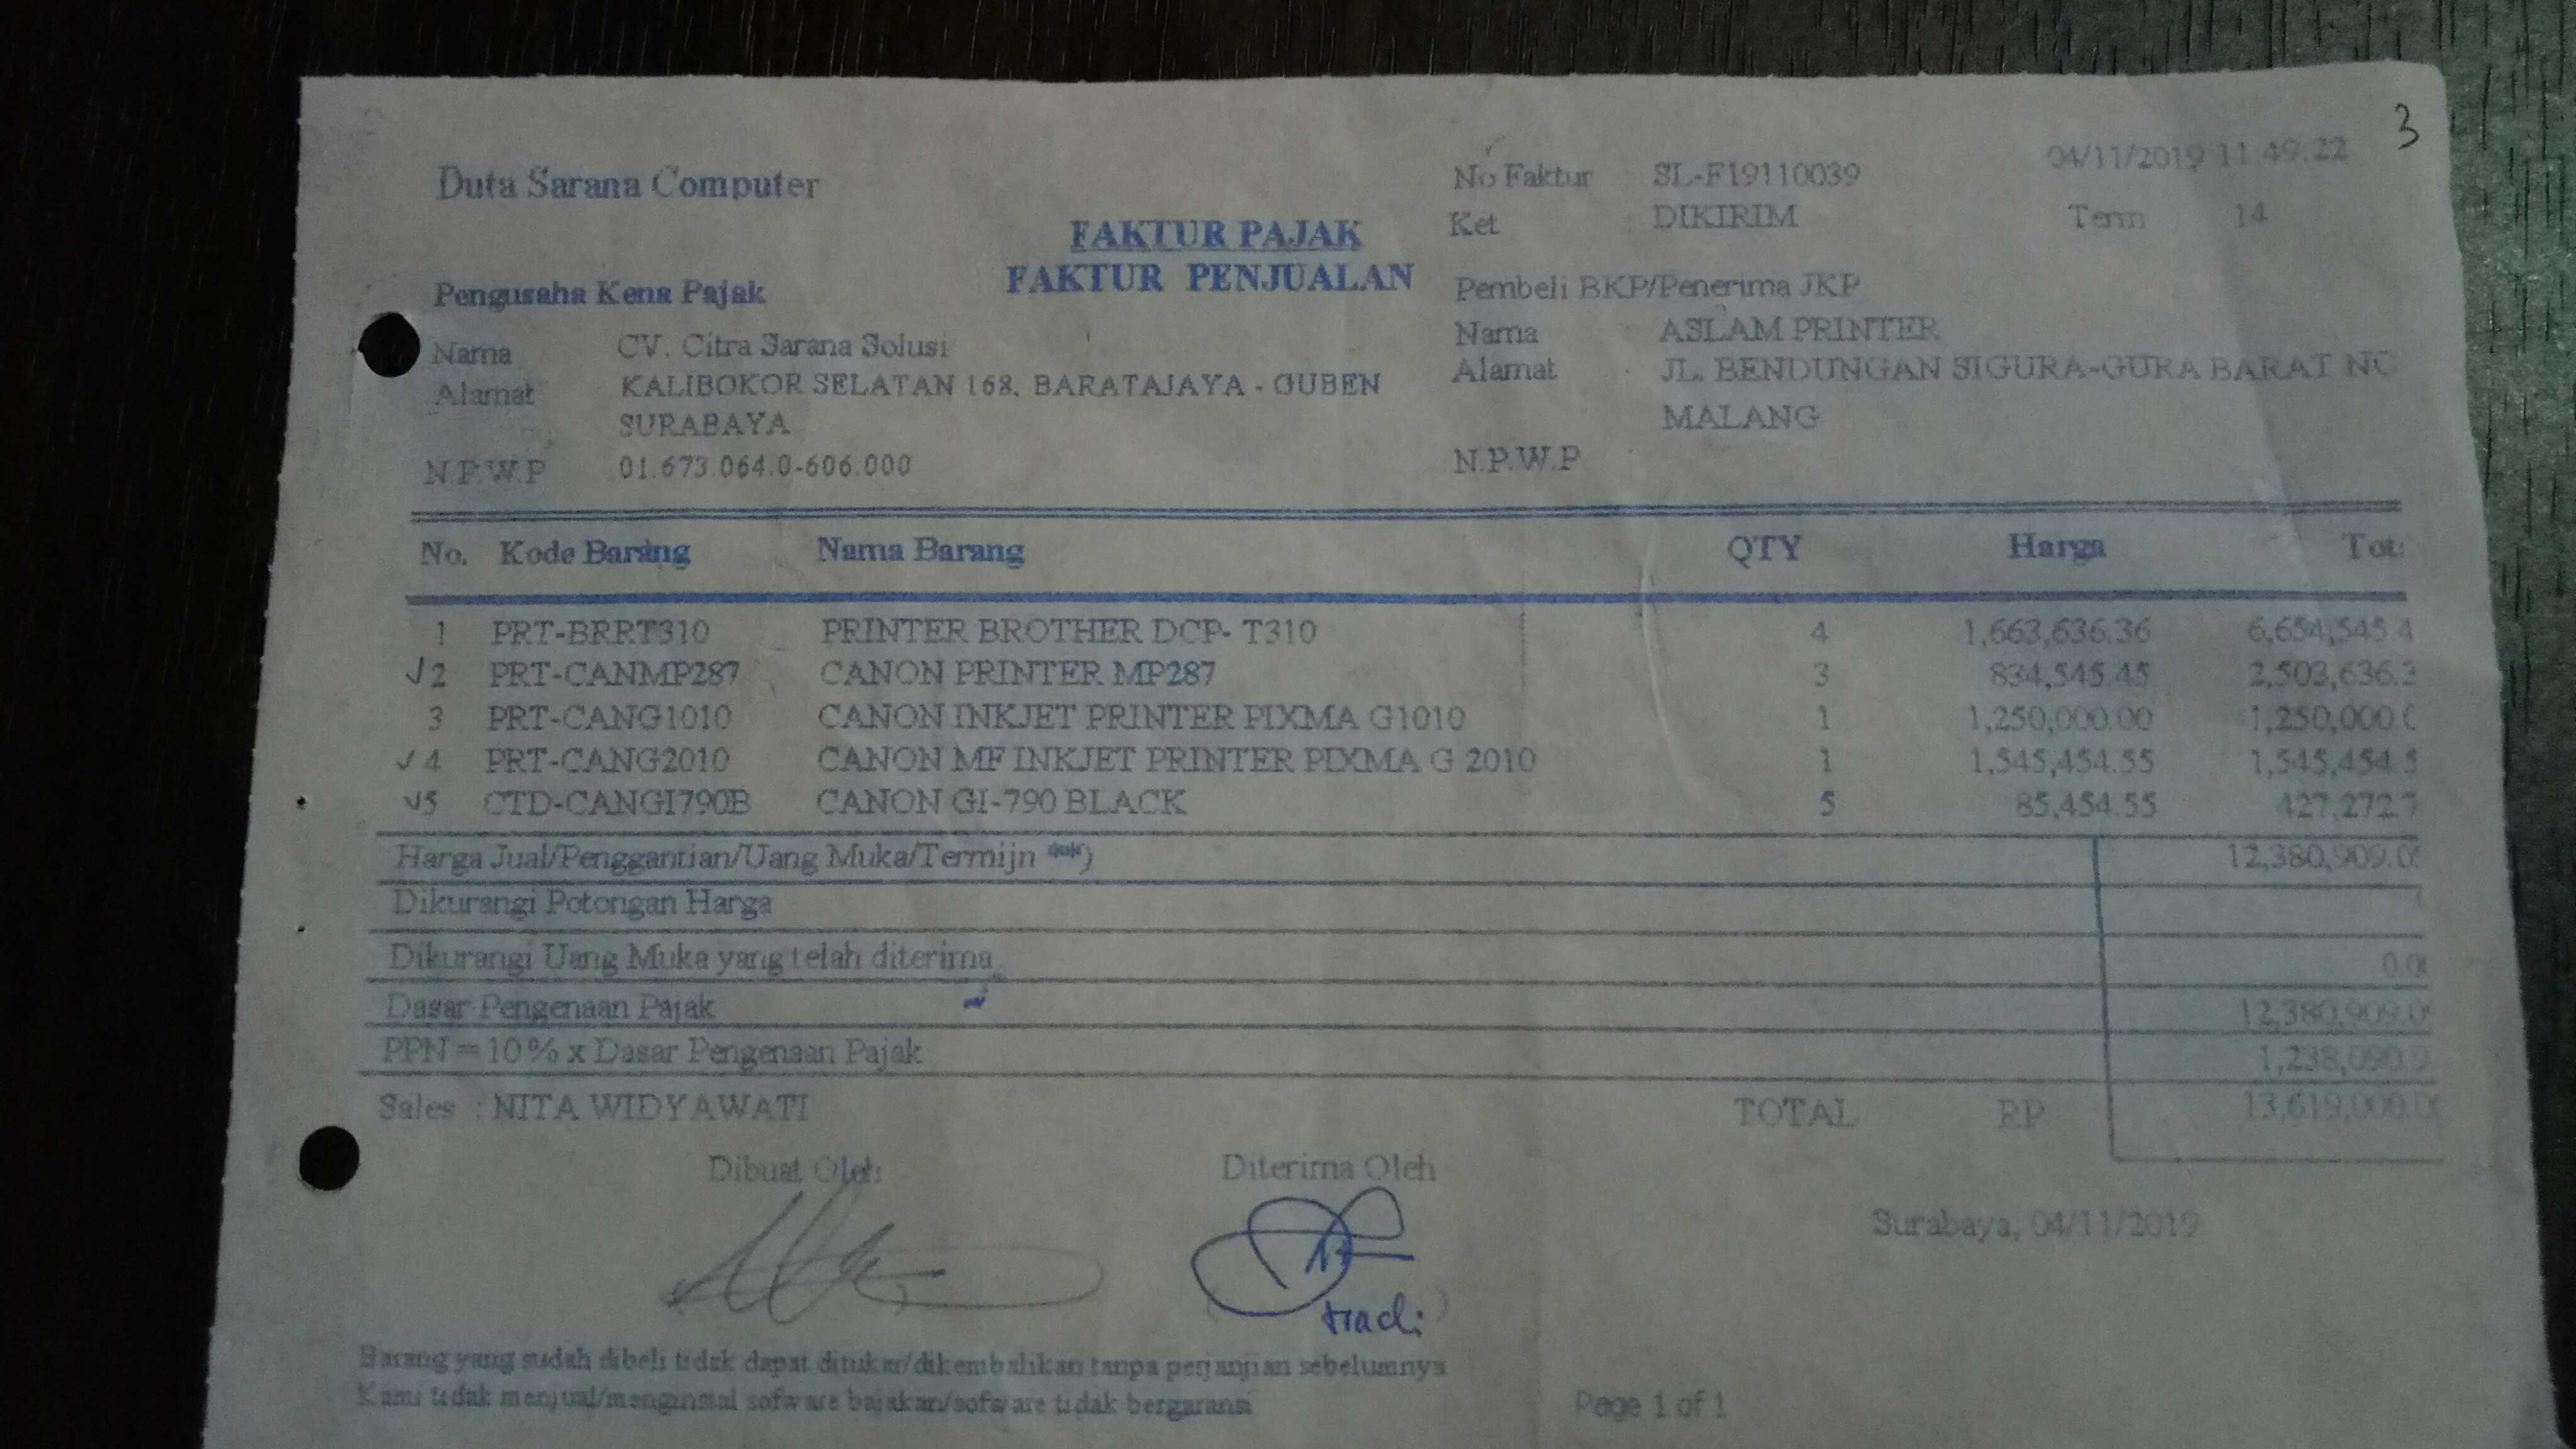 3
Duta Sarana Computer
No Faktur : SL-F19110039 04/11/2019 11:49:22
Ket : DIKIRIM Term 14
FAKTUR PAJAK
FAKTUR PENJUALAN
Pengusaha Kena Pajak
Pembeli BKP/Penerima JKP
Nama CV. Citra Sarana Solusi
Alamat KALIBOKOR SELATAN 168, BARATAJAYA - GUBEN
SURABAYA
N.P.W.P 01.673.064.0-606.000
Nama ASLAM PRINTER
Alamat JL. BENDUNGAN SIGURA-GURA BARAT NO
MALANG
N.P.W.P
No. Kode Barang Nama Barang QTY Harga Tot
1 PRT-BRRT310 PRINTER BROTHER DCP- T310 4 1,663,636.36 6,654,545.4
2 PRT-CANMP287 CANON PRINTER MP287 3 834,545.45 2,503,636.3
3 PRT-CANG1010 CANON INKJET PRINTER PIXMA G1010 1 1,250,000.00 1,250,000.0
4 PRT-CANG2010 CANON MF INKJET PRINTER PIXMA G 2010 1 1,545,454.55 1,545,454.5
5 CTD-CANGI790B CANON GI-790 BLACK 5 85,454.55 427,272.7
Harga Jual/Penggantian/Uang Muka/Termijn ***) 12,380,909.0
Dikurangi Potongan Harga
Dikurangi Uang Muka yang telah diterima 0.0
Dasar Pengenaan Pajak 12,380,909.0
PPN = 10% x Dasar Pengenaan Pajak 1,238,090.9
Sales : NITA WIDYAWATI TOTAL RP 13,619,000.0
Dibuat Oleh Diterima Oleh
Surabaya, 04/11/2019
Barang yang sudah dibeli tidak dapat ditukar/dikembalikan tanpa perjanjian sebelumnya
Kami tidak menjual/menginstal sofware bajakan/sofware tidak bergaransi
Page 1 of 1